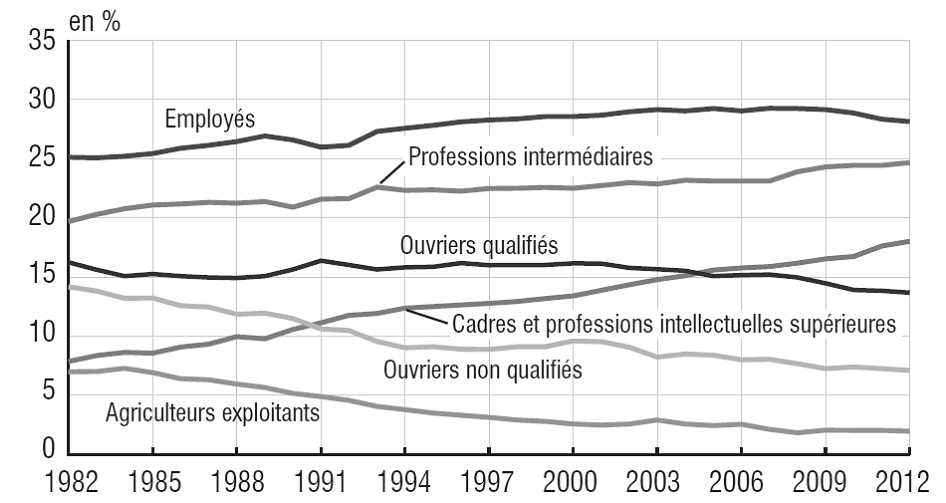 en %
35
30
25
20
15
10
5
0
Employés
Professions intermédiaires
Ouvriers qualifiés
Cadres et professions intellectuelles supérieures
Ouvriers non qualifiés
Agriculteurs exploitants
1982 1985 1988 1991 1994 1997 2000 2003 2006 2009 2012